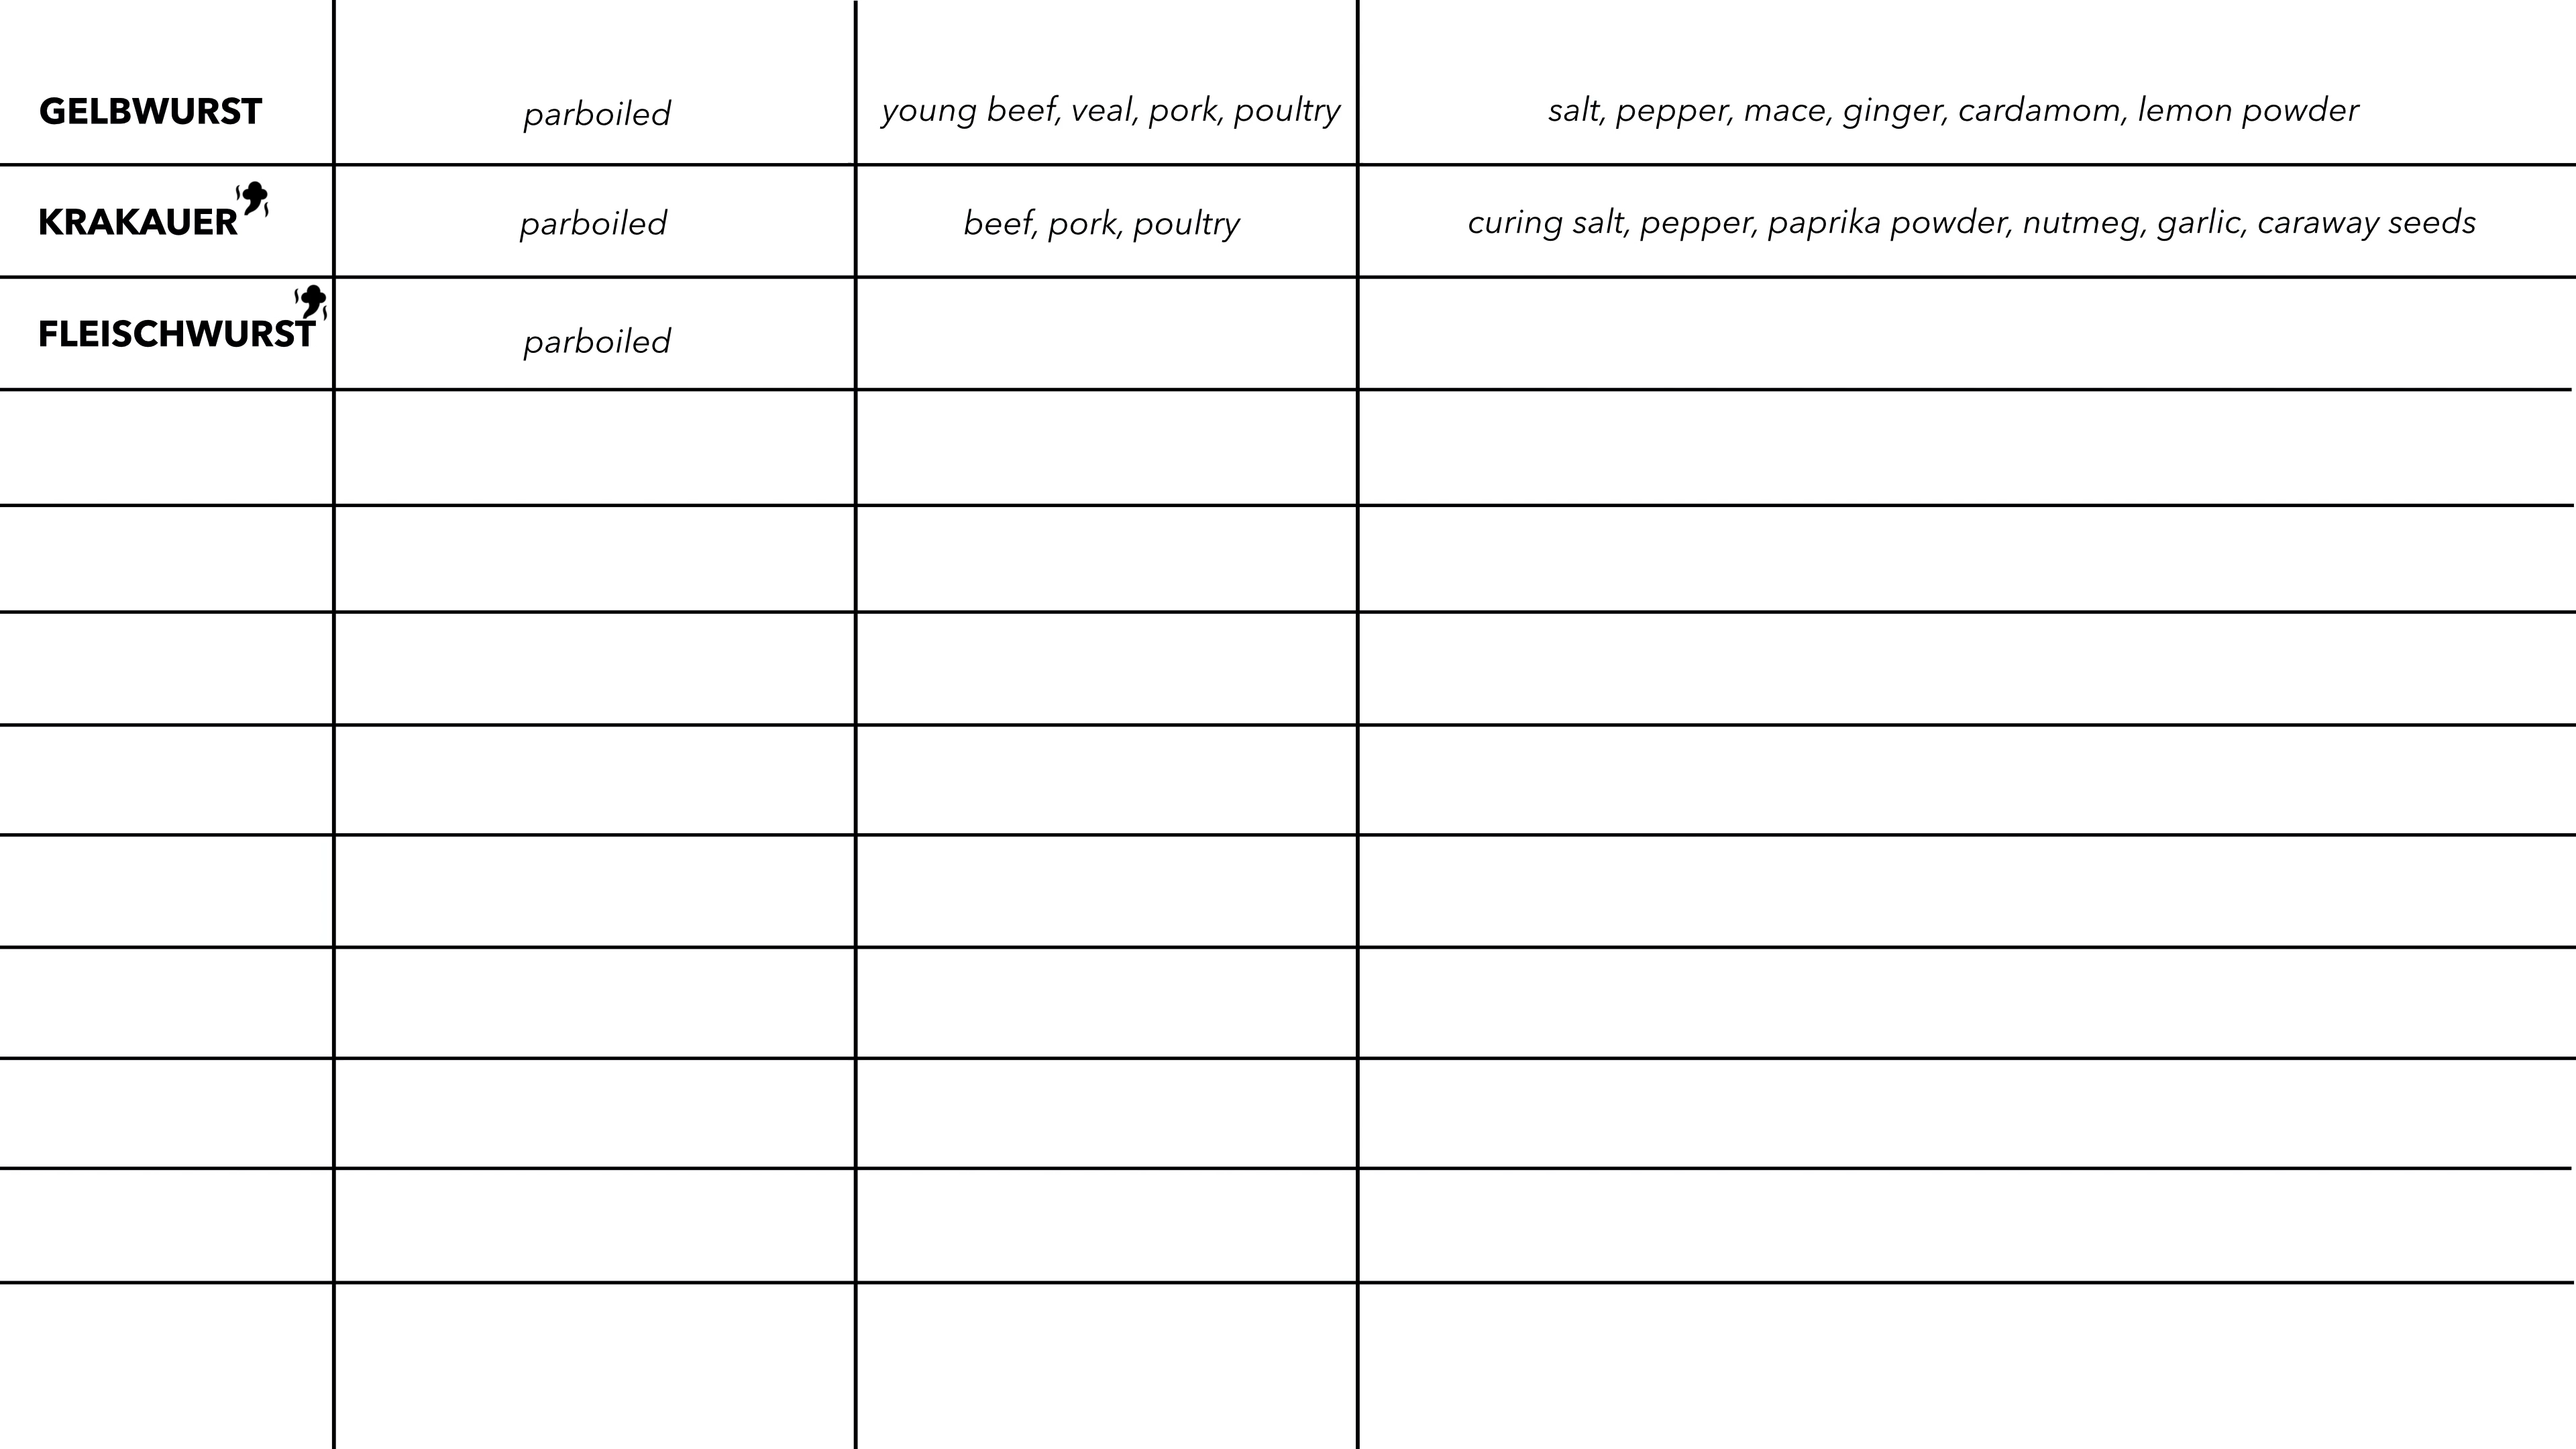 GELBWURST parboiled young beef, veal, pork, poultry salt, pepper, mace, ginger, cardamom, lemon powder
KRAKAUER parboiled beef, pork, poultry curing salt, pepper, paprika powder, nutmeg, garlic, caraway seeds
FLEISCHWURST parboiled